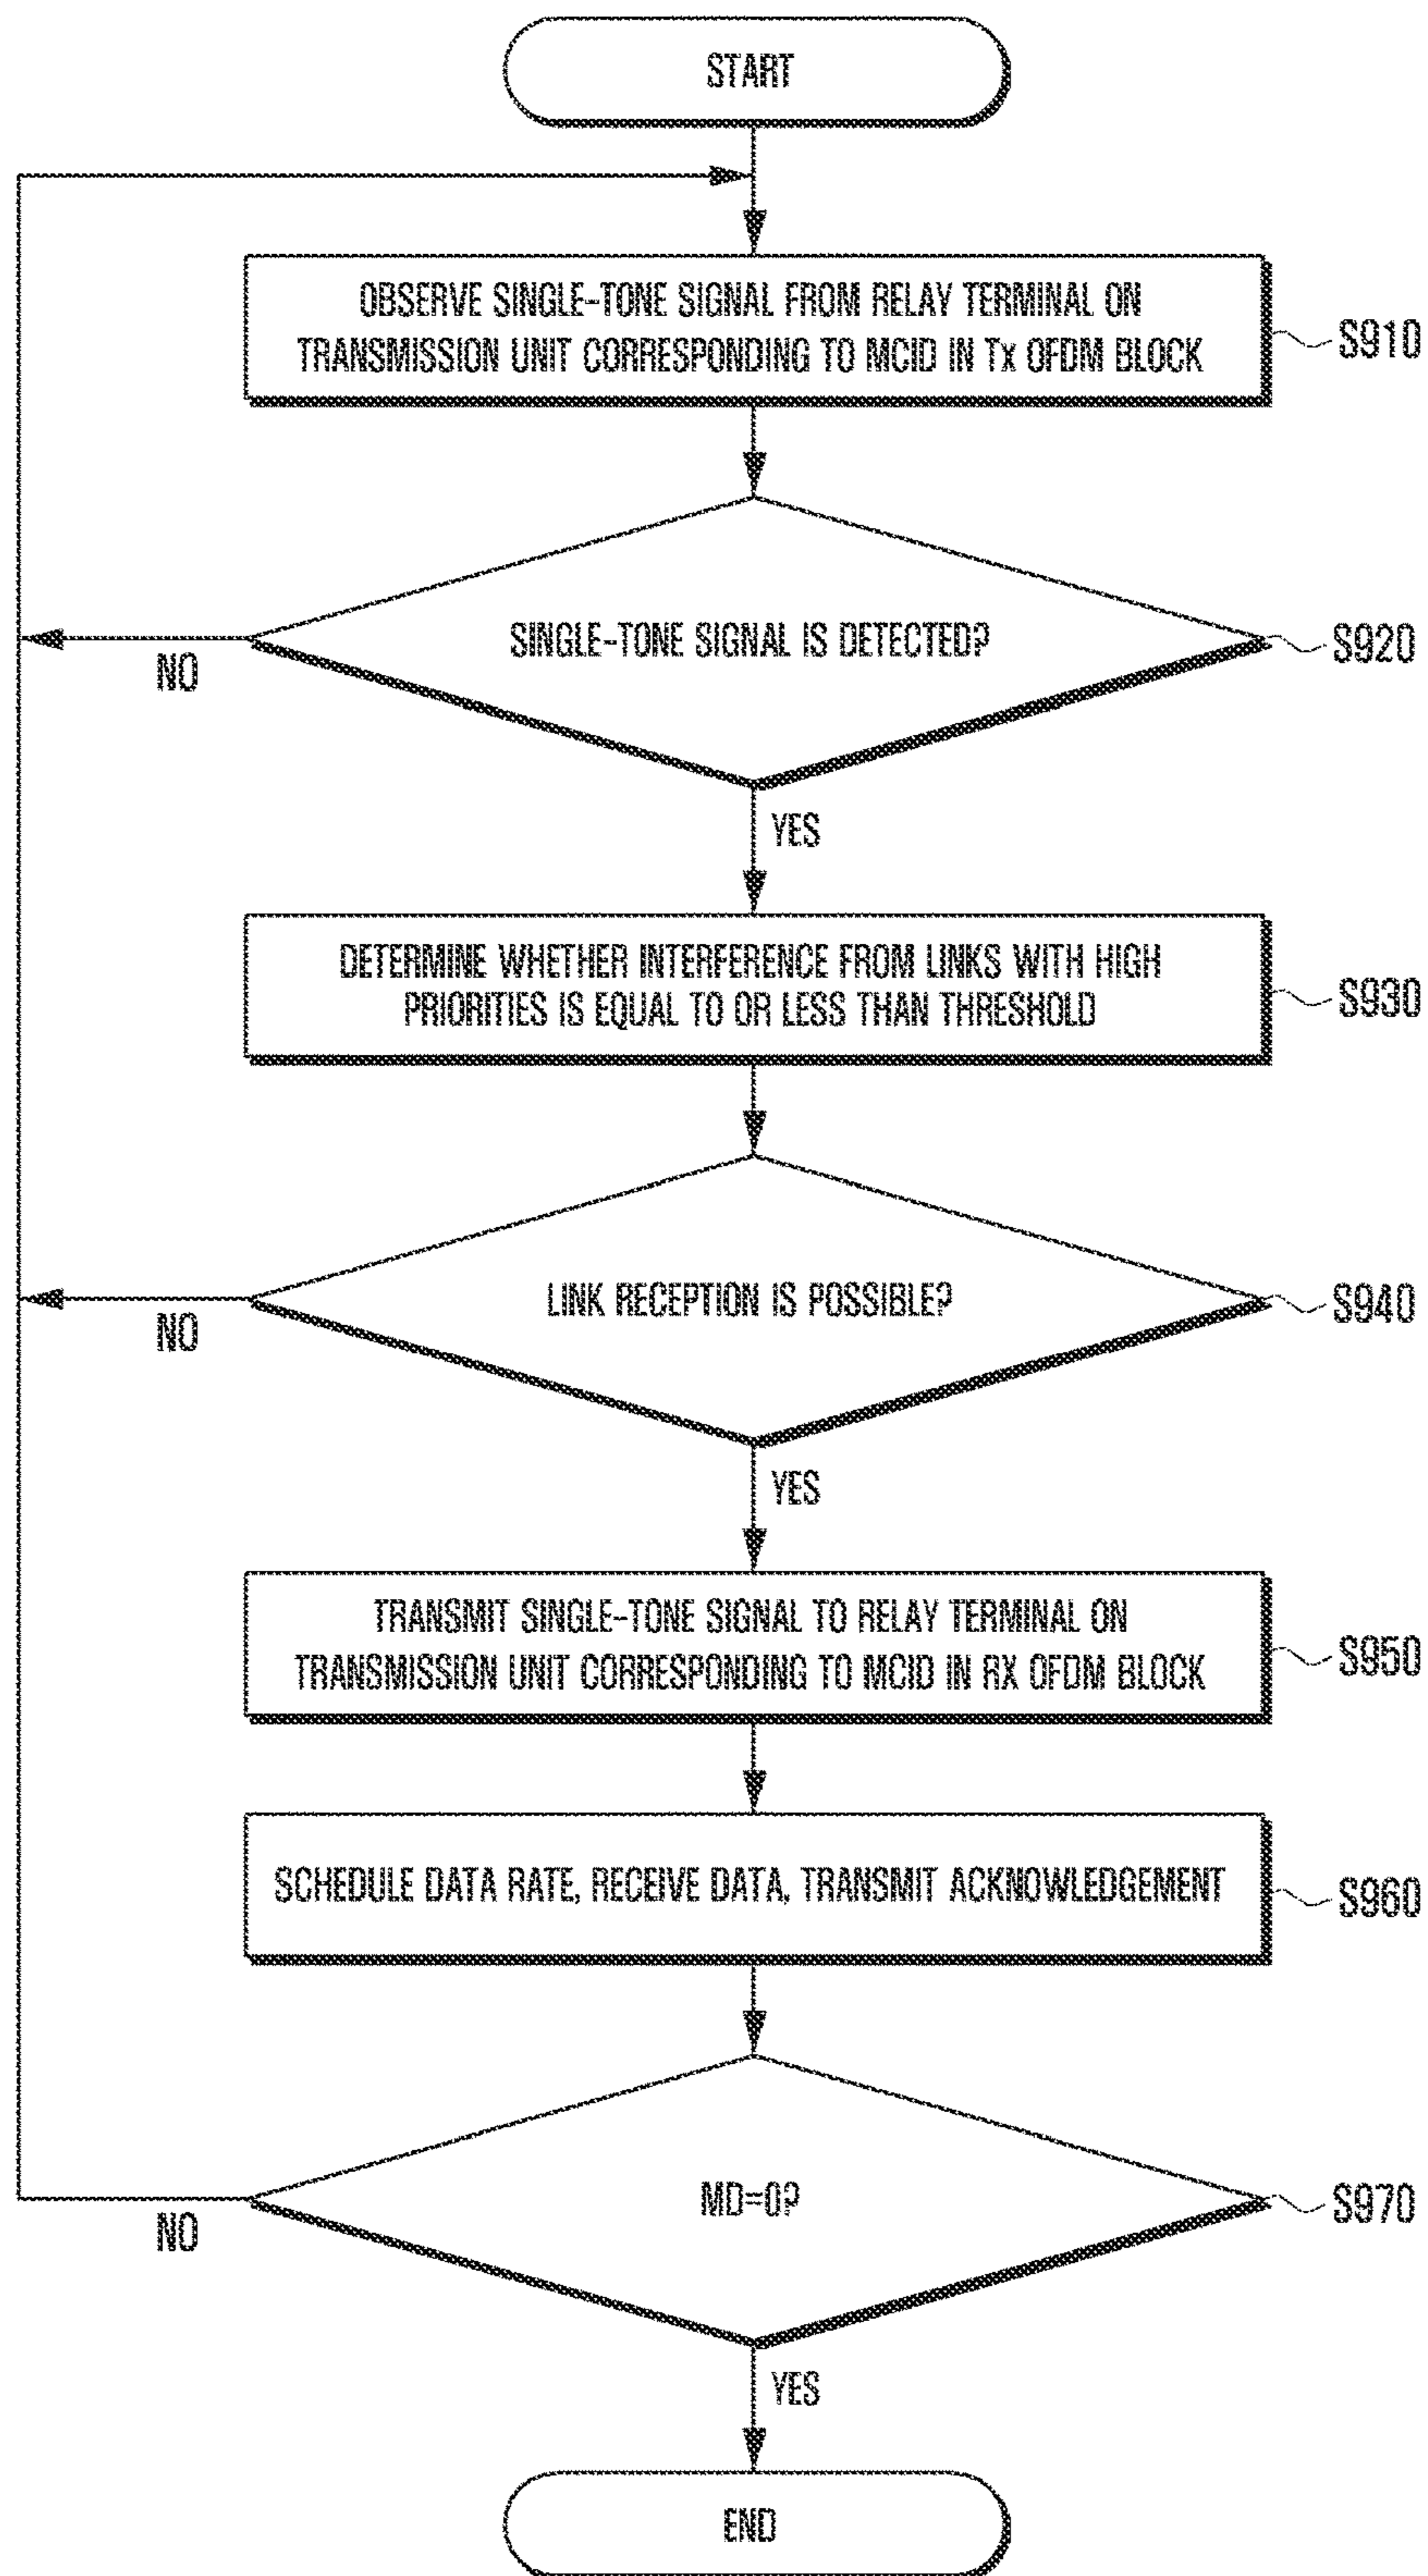 START
OBSERVE SINGLE-TONE SIGNAL FROM RELAY TERMINAL ON
TRANSMISSION UNIT CORRESPONDING TO MCID IN Tx OFDM BLOCK
S910
SINGLE-TONE SIGNAL IS DETECTED?
S920
NO
YES
DETERMINE WHETHER INTERFERENCE FROM LINKS WITH HIGH
PRIORITIES IS EQUAL TO OR LESS THAN THRESHOLD
S930
LINK RECEPTION IS POSSIBLE?
S940
NO
YES
TRANSMIT SINGLE-TONE SIGNAL TO RELAY TERMINAL ON
TRANSMISSION UNIT CORRESPONDING TO MCID IN RX OFDM BLOCK
S950
SCHEDULE DATA RATE, RECEIVE DATA, TRANSMIT ACKNOWLEDGEMENT
S960
MD=0?
S970
NO
YES
END